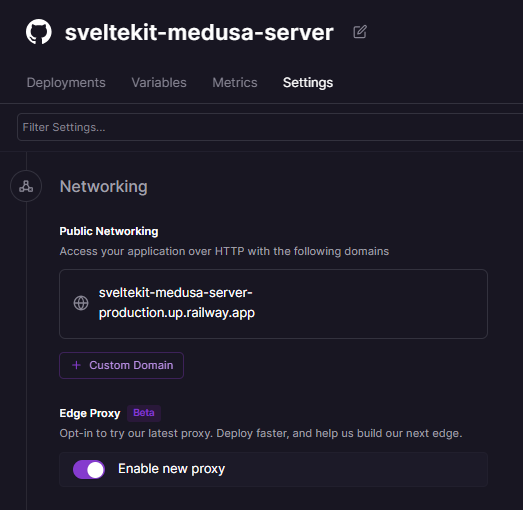 sveltekit-medusa-server
Deployments Variables Metrics Settings
Filter Settings...
Networking
Public Networking
Access your application over HTTP with the following domains
sveltekit-medusa-server-
production.up.railway.app
+ Custom Domain
Edge Proxy Beta
Opt-in to try our latest proxy. Deploy faster, and help us build our next edge.
Enable new proxy